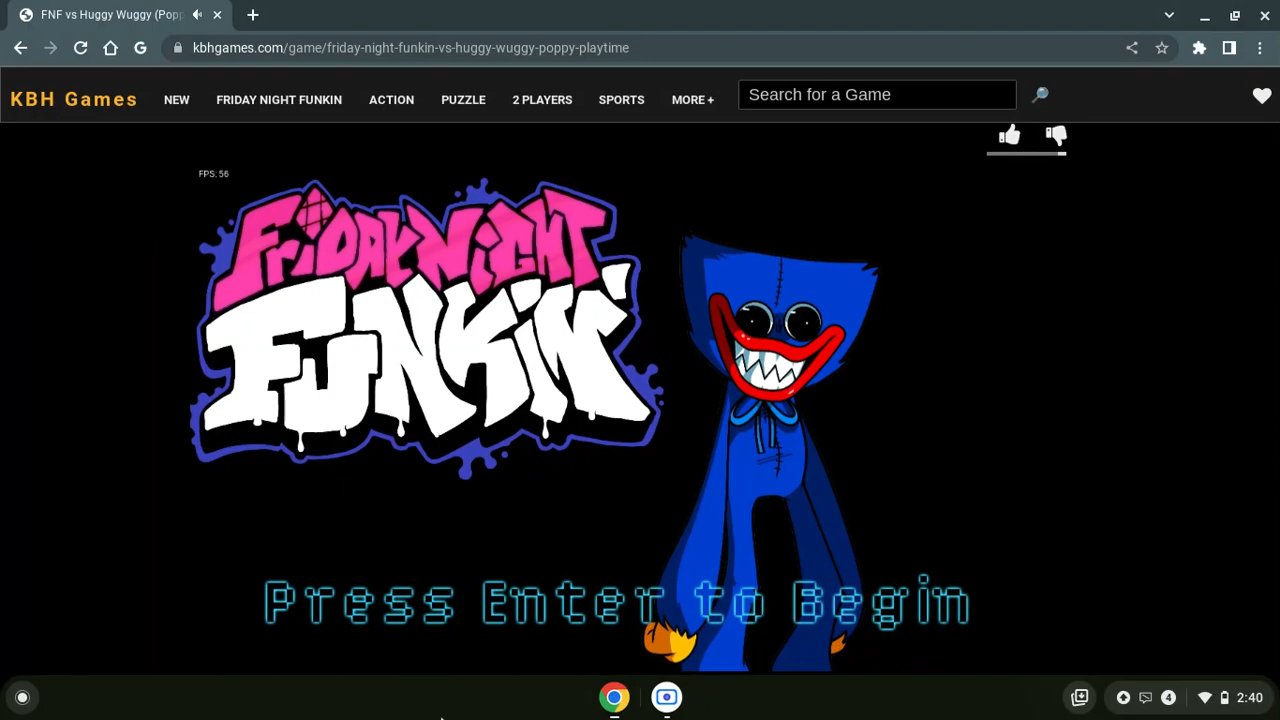 FNF vs Huggy Wuggy (Popp
kbhgames.com/game/friday-night-funkin-vs-huggy-wuggy-poppy-playtime
KBH Games
NEW
FRIDAY NIGHT FUNKIN
ACTION
PUZZLE
2 PLAYERS
SPORTS
MORE +
Search for a Game
FPS: 56
FRIDAY NIGHT
FUNKIN'
Press Enter to Begin
4
2:40